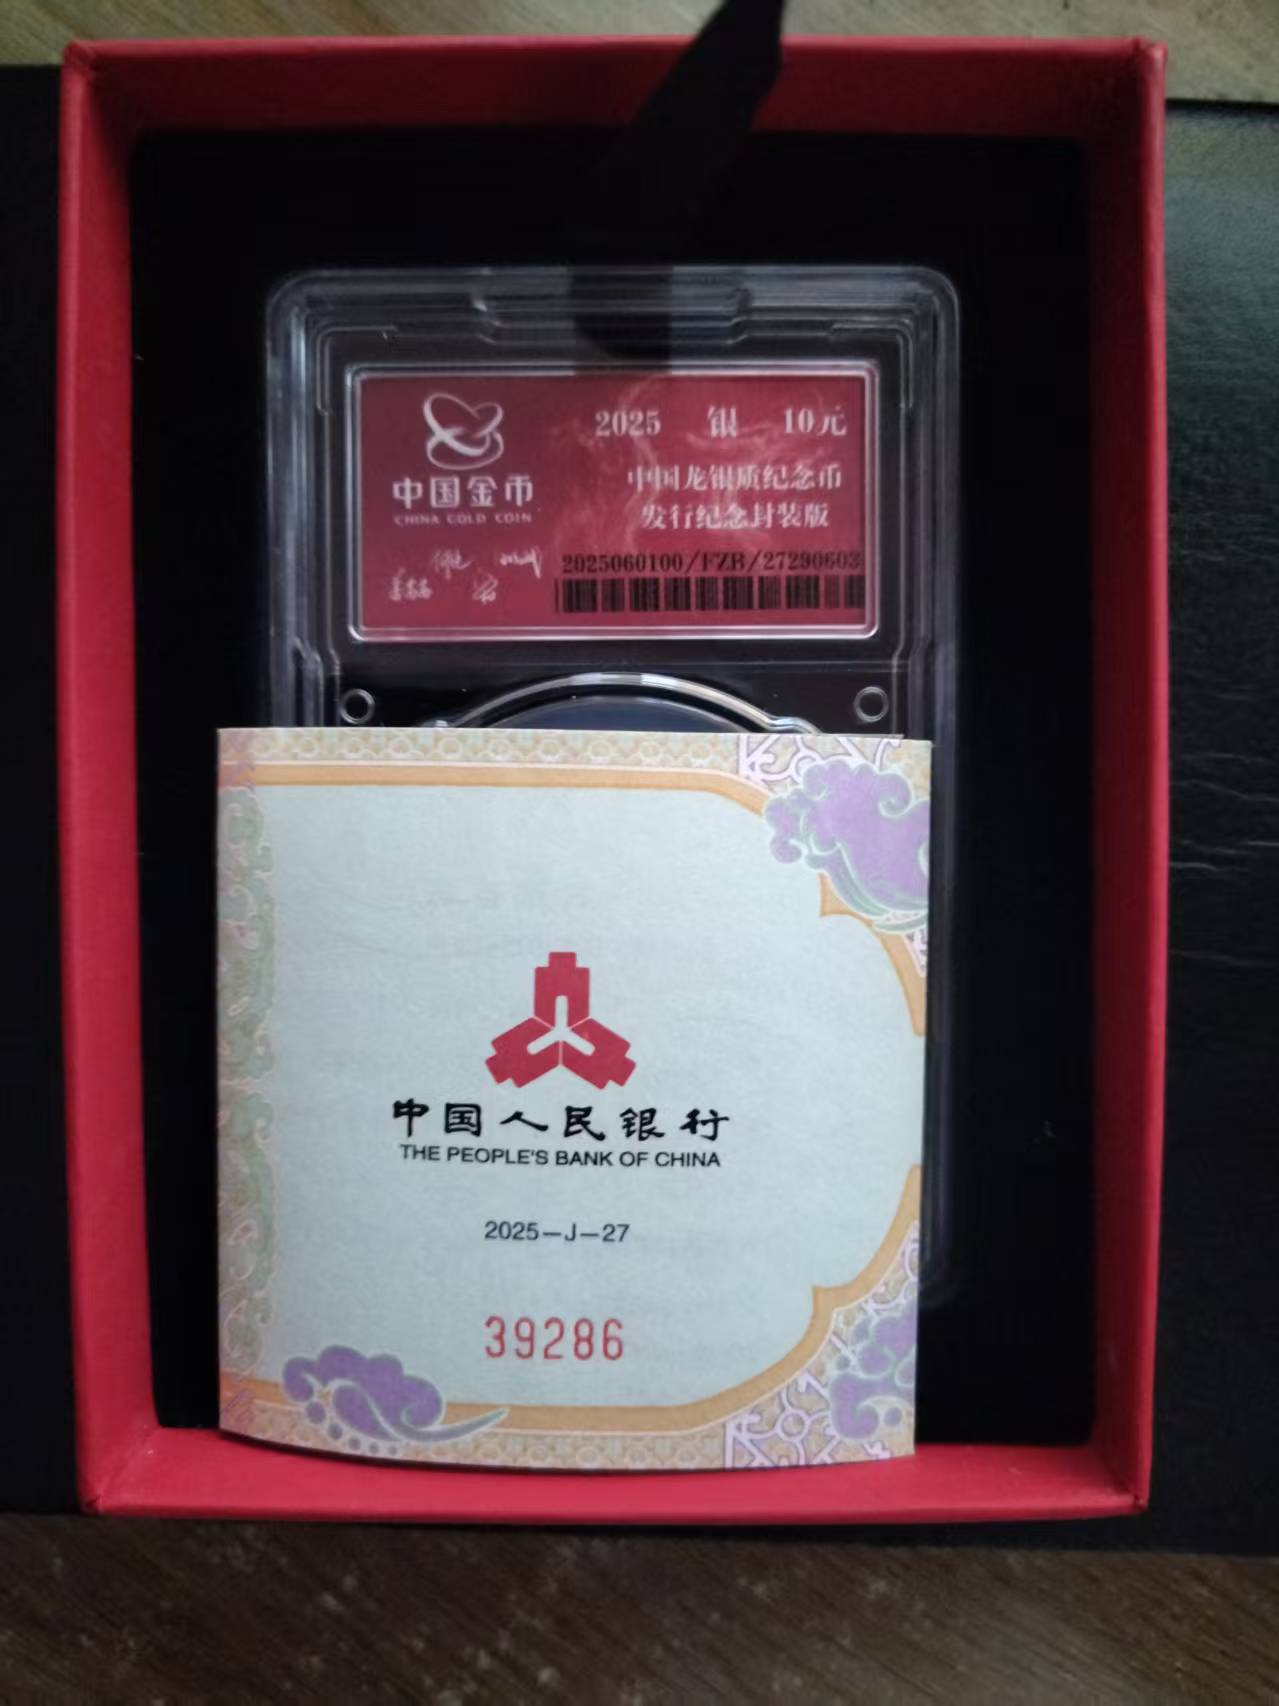 2025 银 10元
中国金币
CHINA GOLD COIN
中国龙银质纪念币
发行纪念封装版
2025060100/FZB/27290603
中国人民银行
THE PEOPLE'S BANK OF CHINA
2025-J-27
39286